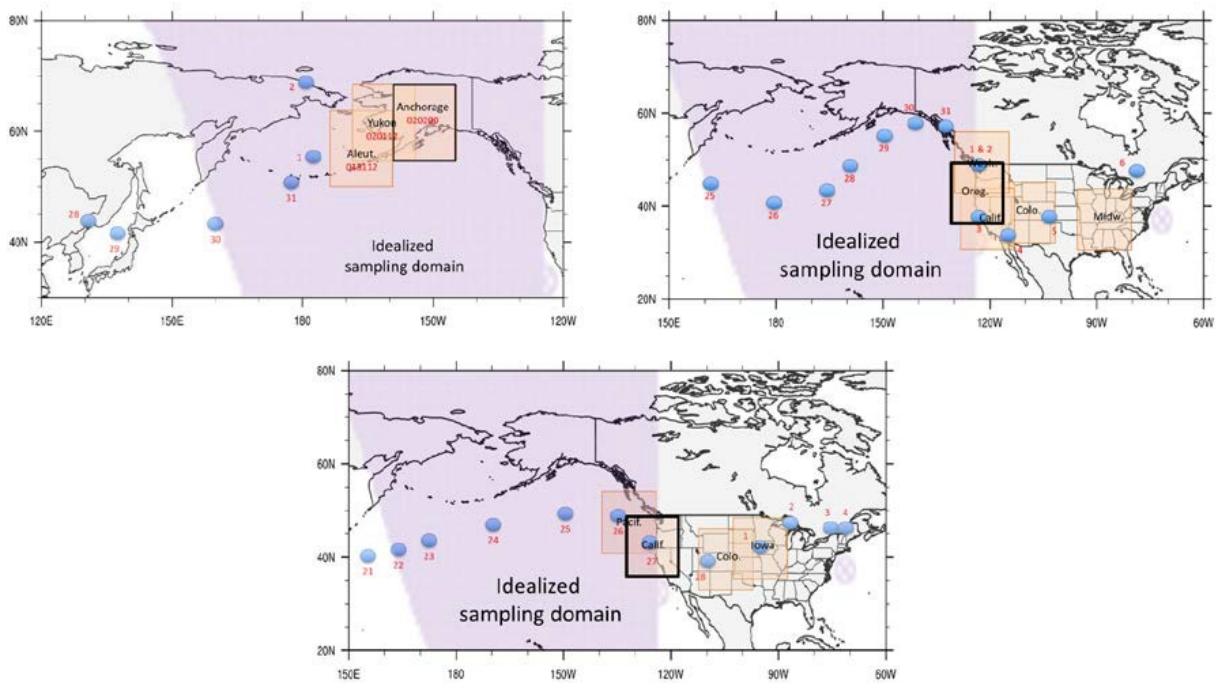 80N
60N
40N
120E
150E
180
150W
120W
2
1
31
28
29
30
Anchorage
020200
Yukon
020112
Aleut.
Idealized
sampling domain
80N
60N
40N
20N
150E
180
150W
120W
90W
60W
25
26
27
28
29
30
31
1 & 2
Oreg.
Calif.
3
4
Colo.
5
Midw.
6
Idealized
sampling domain
80N
60N
40N
20N
150E
180
150W
120W
90W
60W
21
22
23
24
25
Pacif.
26
Calif.
27
28
Colo.
1
Iowa
2
3
4
Idealized
sampling domain